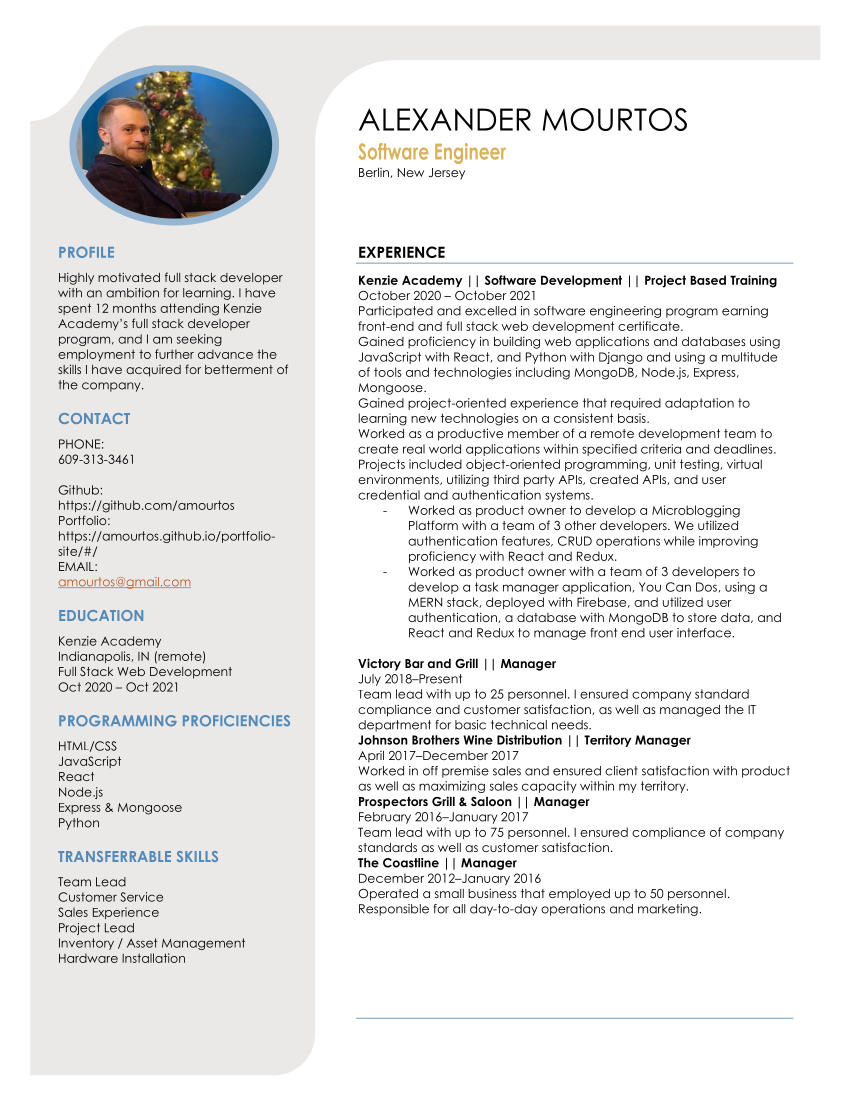 ALEXANDER MOURTOS
Software Engineer
Berlin, New Jersey
PROFILE
Highly motivated full stack developer
with an ambition for learning. I have
spent 12 months attending Kenzie
Academy's full stack developer
program, and I am seeking
employment to further advance the
skills I have acquired for betterment of
the company.
CONTACT
PHONE:
609-313-3461
Github:
https://github.com/amourtos
Portfolio:
https://amourtos.github.io/portfolio-
site/#/
EMAIL:
amourtos@gmail.com
EDUCATION
Kenzie Academy
Indianapolis, IN (remote)
Full Stack Web Development
Oct 2020 – Oct 2021
PROGRAMMING PROFICIENCIES
HTML/CSS
JavaScript
React
Node.js
Express & Mongoose
Python
TRANSFERRABLE SKILLS
Team Lead
Customer Service
Sales Experience
Project Lead
Inventory / Asset Management
Hardware Installation
EXPERIENCE
Kenzie Academy || Software Development || Project Based Training
October 2020 – October 2021
Participated and excelled in software engineering program earning
front-end and full stack web development certificate.
Gained proficiency in building web applications and databases using
JavaScript with React, and Python with Django and using a multitude
of tools and technologies including MongoDB, Node.js, Express,
Mongoose.
Gained project-oriented experience that required adaptation to
learning new technologies on a consistent basis.
Worked as a productive member of a remote development team to
create real world applications within specified criteria and deadlines.
Projects included object-oriented programming, unit testing, virtual
environments, utilizing third party APIs, created APIs, and user
credential and authentication systems.
- Worked as product owner to develop a Microblogging
Platform with a team of 3 other developers. We utilized
authentication features, CRUD operations while improving
proficiency with React and Redux.
- Worked as product owner with a team of 3 developers to
develop a task manager application, You Can Dos, using a
MERN stack, deployed with Firebase, and utilized user
authentication, a database with MongoDB to store data, and
React and Redux to manage front end user interface.
Victory Bar and Grill || Manager
July 2018–Present
Team lead with up to 25 personnel. I ensured company standard
compliance and customer satisfaction, as well as managed the IT
department for basic technical needs.
Johnson Brothers Wine Distribution || Territory Manager
April 2017–December 2017
Worked in off premise sales and ensured client satisfaction with product
as well as maximizing sales capacity within my territory.
Prospectors Grill & Saloon || Manager
February 2016–January 2017
Team lead with up to 75 personnel. I ensured compliance of company
standards as well as customer satisfaction.
The Coastline || Manager
December 2012–January 2016
Operated a small business that employed up to 50 personnel.
Responsible for all day-to-day operations and marketing.